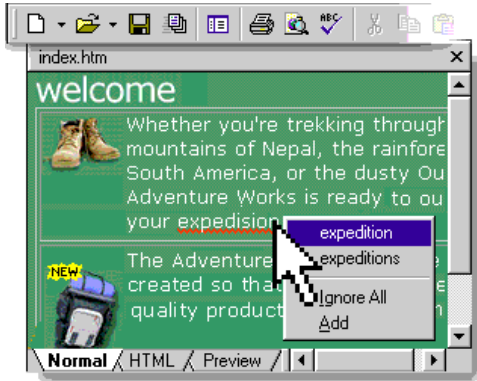 ABC
index.htm
welcome
Whether you're trekking through
mountains of Nepal, the rainfore
South America, or the dusty Ou
Adventure Works is ready to ou
your expedision
expedition
expeditions
Ignore All
Add
NEW
The Adventure
created so tha
quality product
Normal HTML Preview